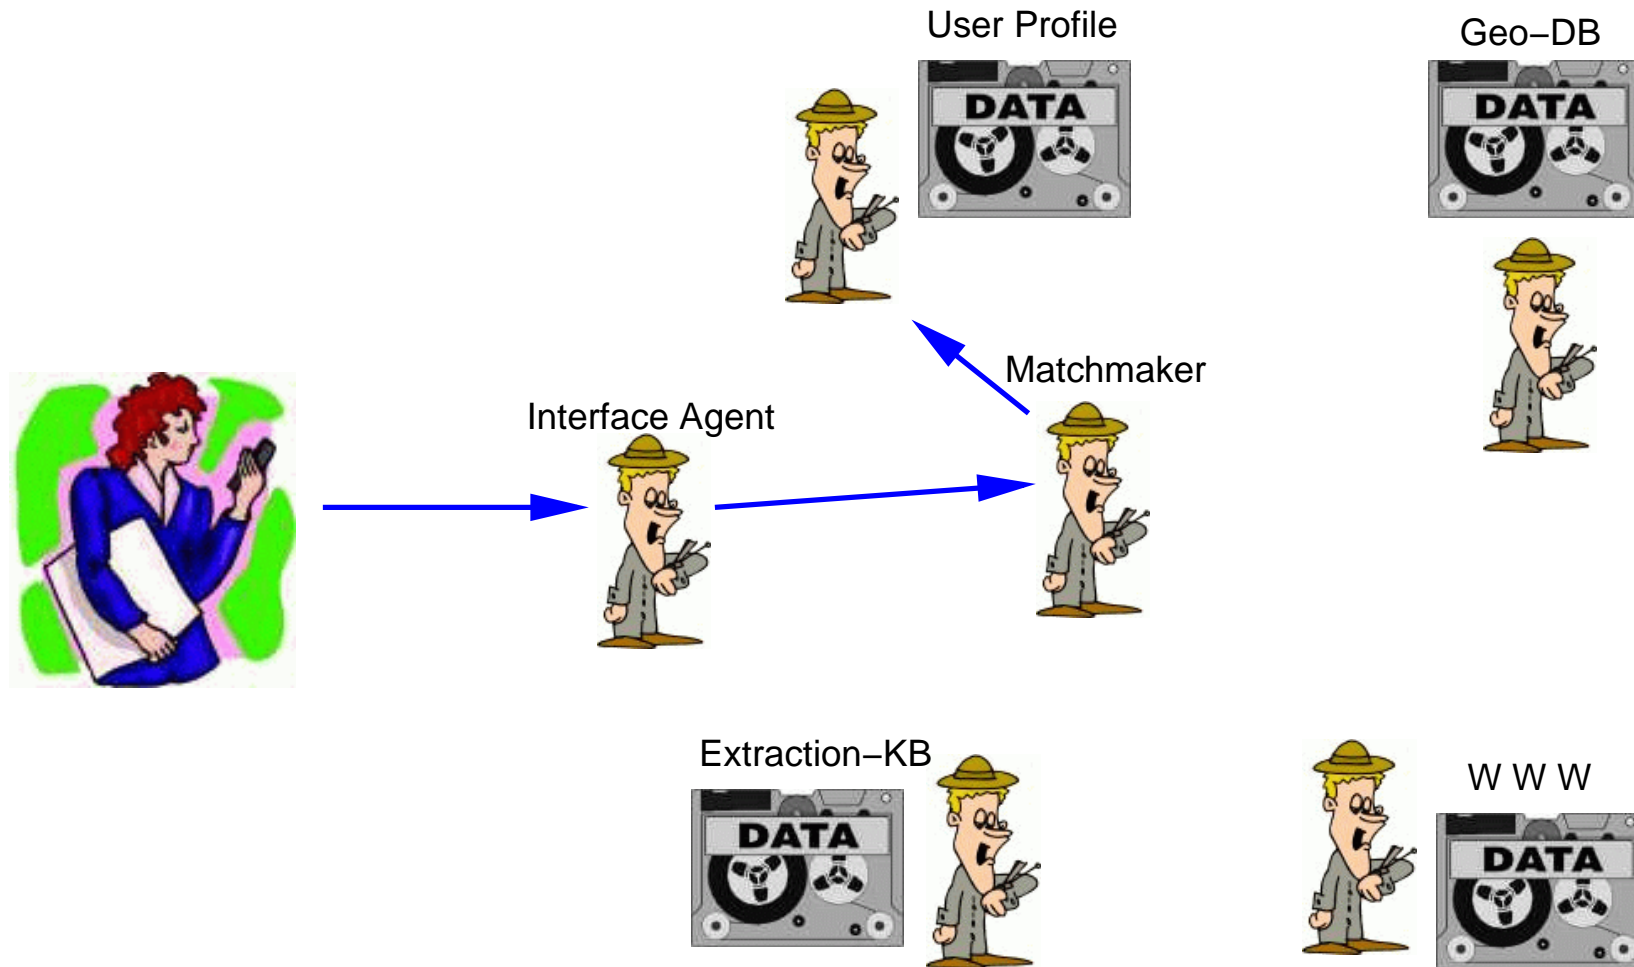 User Profile
Geo–DB
DATA
DATA
Matchmaker
Interface Agent
Extraction–KB
W W W
DATA
DATA